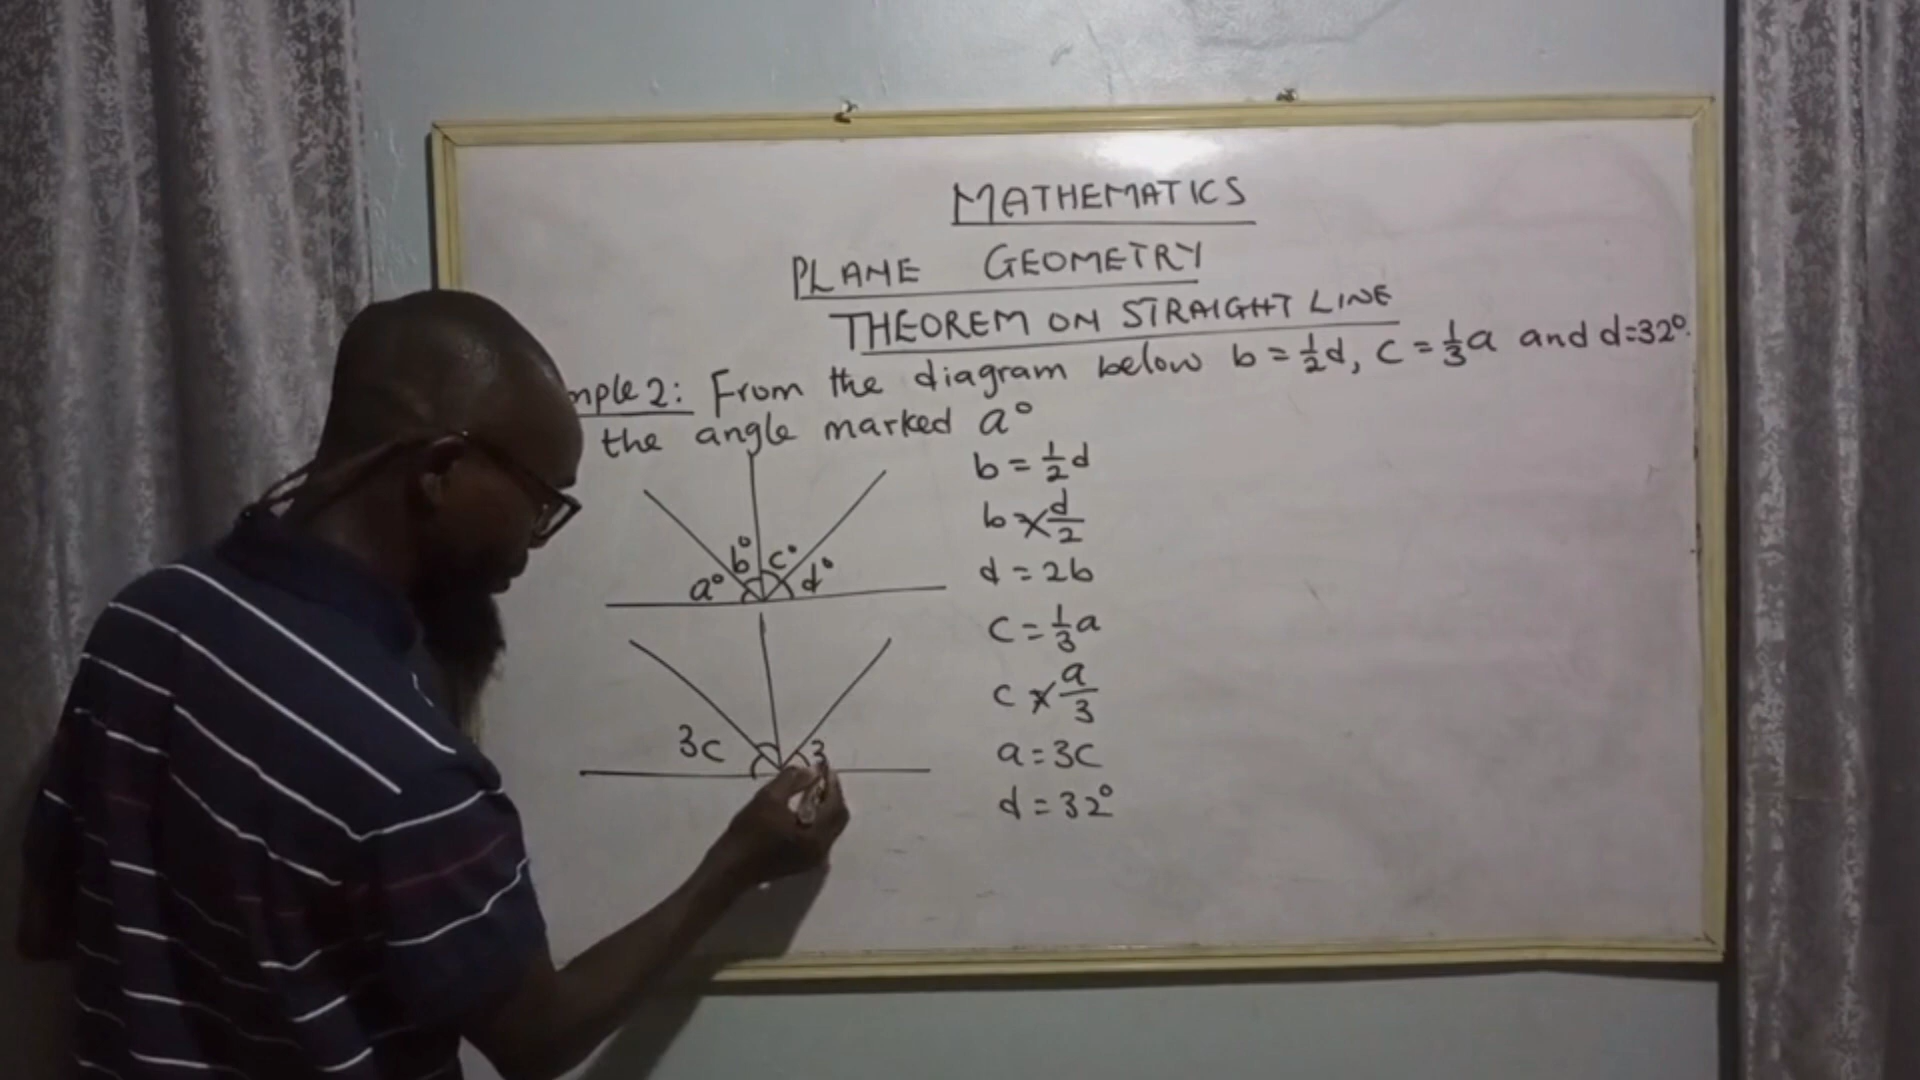 MATHEMATICS
PLANE GEOMETRY
THEOREM ON STRAIGHT LINE
mple 2: From the diagram below b = 1/2 d, c = 1/3 a and d=32°.
the angle marked a°
a° b° c° d°
3c 3
b = 1/2 d
b × d/2
d = 2b
c = 1/3 a
c × a/3
a = 3c
d = 32°